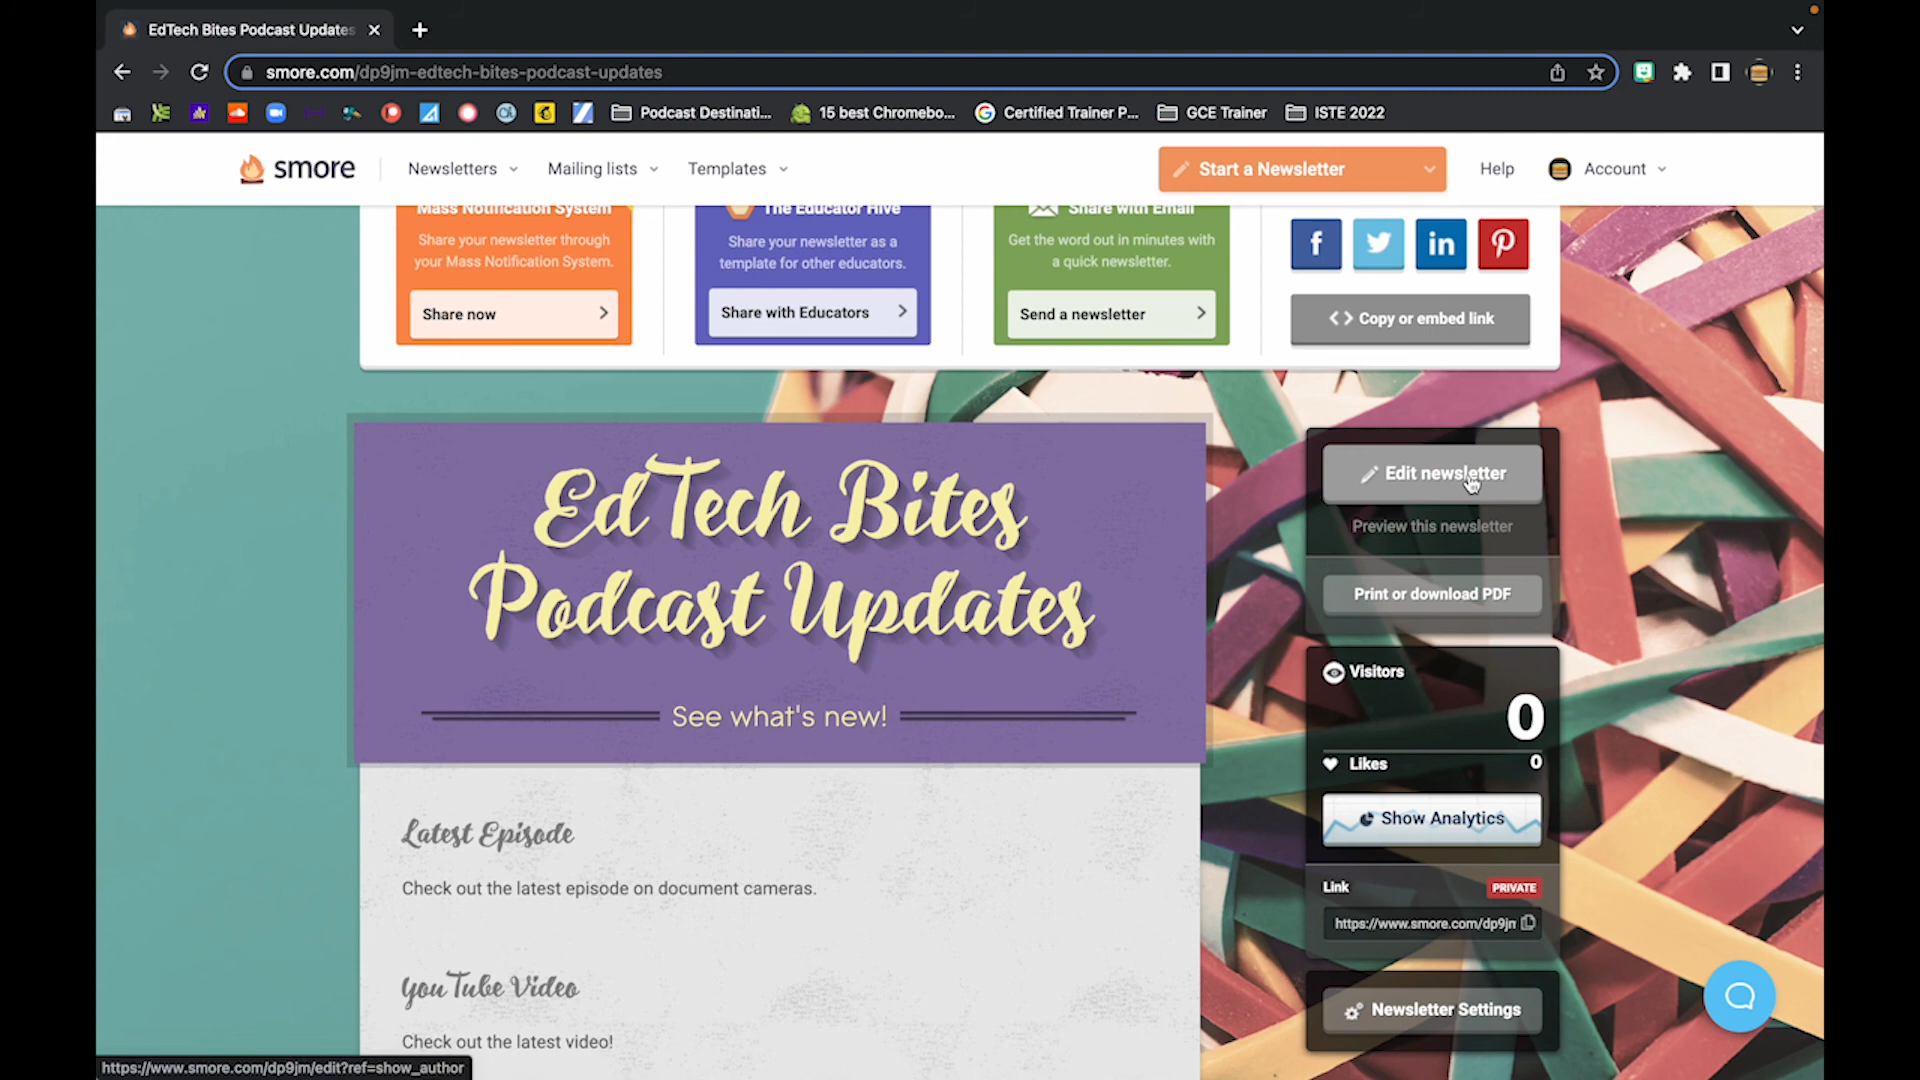 EdTech Bites Podcast Updates
smore.com/dp9jm-edtech-bites-podcast-updates
Podcast Destinati...
15 best Chromebo...
Certified Trainer P...
GCE Trainer
ISTE 2022
smore
Newsletters
Mailing lists
Templates
Start a Newsletter
Help
Account
Mass Notification System
Share your newsletter through
your Mass Notification System.
Share now
The Educator Hive
Share your newsletter as a
template for other educators.
Share with Educators
Share with Email
Get the word out in minutes with
a quick newsletter.
Send a newsletter
Copy or embed link
EdTech Bites
Podcast Updates
See what's new!
Latest Episode
Check out the latest episode on document cameras.
YouTube Video
Check out the latest video!
Edit newsletter
Preview this newsletter
Print or download PDF
Visitors
0
Likes
0
Show Analytics
Link
PRIVATE
https://www.smore.com/dp9jm
Newsletter Settings
https://www.smore.com/dp9jm/edit?ref=show_author